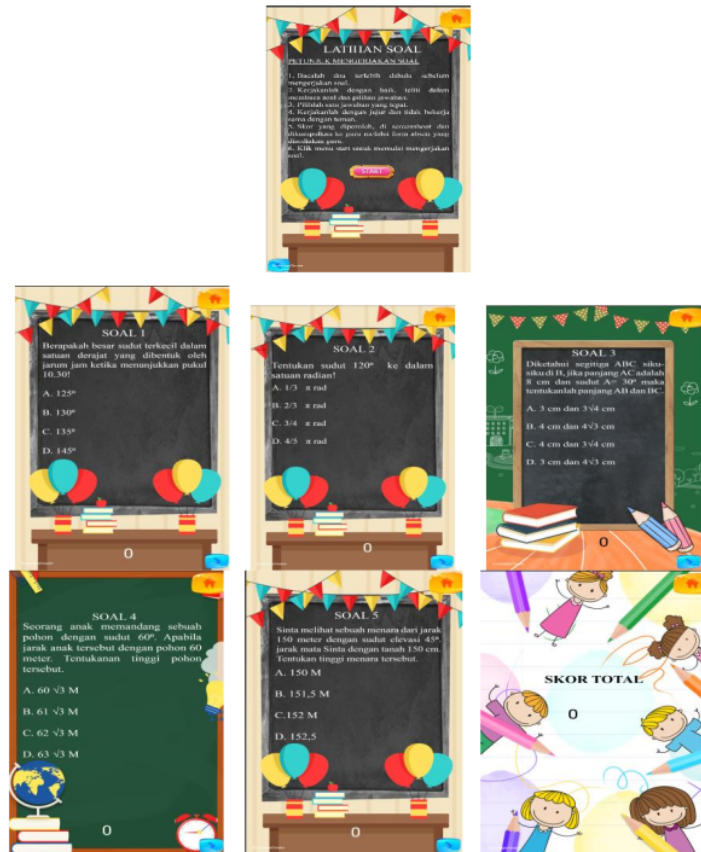 LATIHAN SOAL
PETUNJUK MENGERJAKAN SOAL
1. Bacalah doa terlebih dahulu sebelum
mengerjakan soal.
2. Kerjakanlah dengan baik, teliti dalam
membaca soal dan pilihan jawaban.
3. Pilihlah satu jawaban yang tepat.
4. Kerjakanlah dengan jujur dan tidak bekerja
sama dengan teman.
5. Skor yang diperoleh, di screenshoot dan
dikumpulkan ke guru melalui form absen yang
disediakan guru.
6. Klik menu start untuk memulai mengerjakan
soal.
START
SOAL 1
Berapakah besar sudut terkecil dalam
satuan derajat yang dibentuk oleh
jarum jam ketika menunjukkan pukul
10.30!
A. 125º
B. 130º
C. 135º
D. 145º
0
SOAL 2
Tentukan sudut 120º ke dalam
satuan radian!
A. 1/3 π rad
B. 2/3 π rad
C. 3/4 π rad
D. 4/5 π rad
0
SOAL 3
Diketahui segitiga ABC siku-
siku di B, jika panjang AC adalah
8 cm dan sudut A= 30º maka
tentukanlah panjang AB dan BC.
A. 3 cm dan 3√4 cm
B. 4 cm dan 4√3 cm
C. 4 cm dan 3√4 cm
D. 3 cm dan 4√3 cm
0
SOAL 4
Seorang anak memandang sebuah
pohon dengan sudut 60º. Apabila
jarak anak tersebut dengan pohon 60
meter. Tentukanan tinggi pohon
tersebut.
A. 60 √3 M
B. 61 √3 M
C. 62 √3 M
D. 63 √3 M
0
SOAL 5
Sinta melihat sebuah menara dari jarak
150 meter dengan sudut elevasi 45º.
jarak mata Sinta dengan tanah 150 cm.
Tentukan tinggi menara tersebut.
A. 150 M
B. 151,5 M
C.152 M
D. 152,5
0
SKOR TOTAL
0